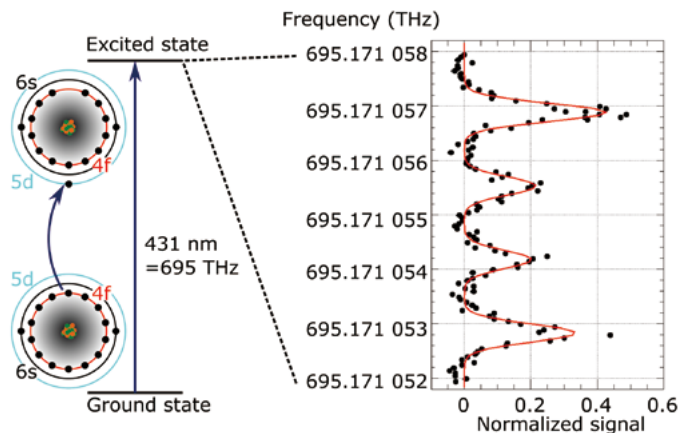 Frequency (THz)
Excited state
6s
4f
5d
431 nm
=695 THz
5d
4f
6s
Ground state
695.171 058
695.171 057
695.171 056
695.171 055
695.171 054
695.171 053
695.171 052
0 0.2 0.4 0.6
Normalized signal